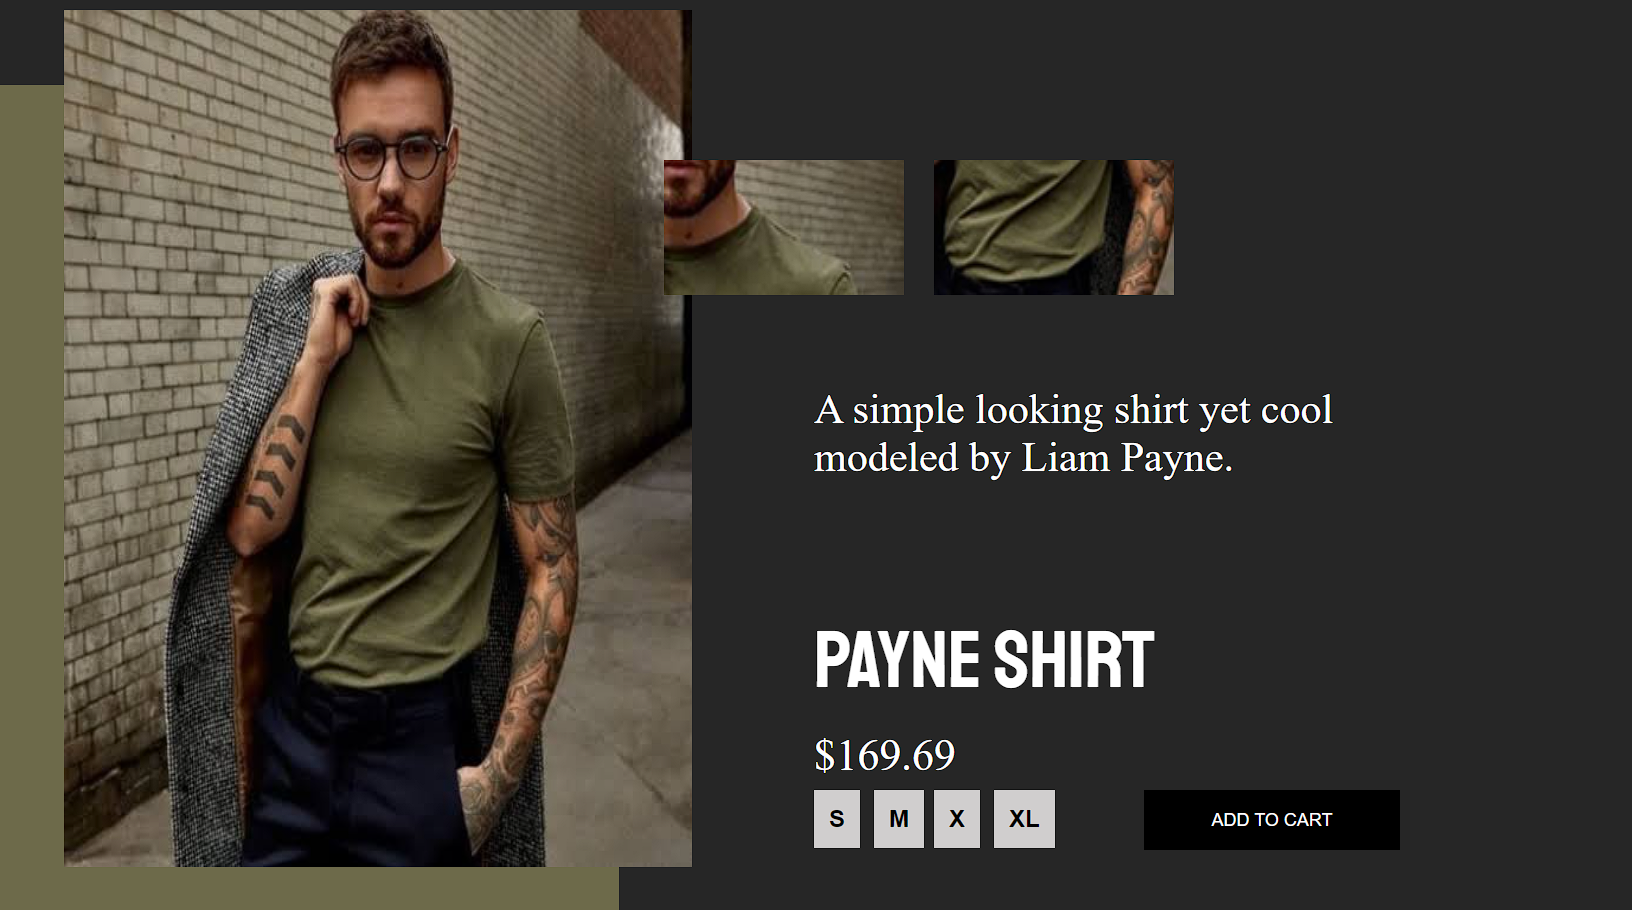 A simple looking shirt yet cool
modeled by Liam Payne.
PAYNE SHIRT
$169.69
S M X XL
ADD TO CART